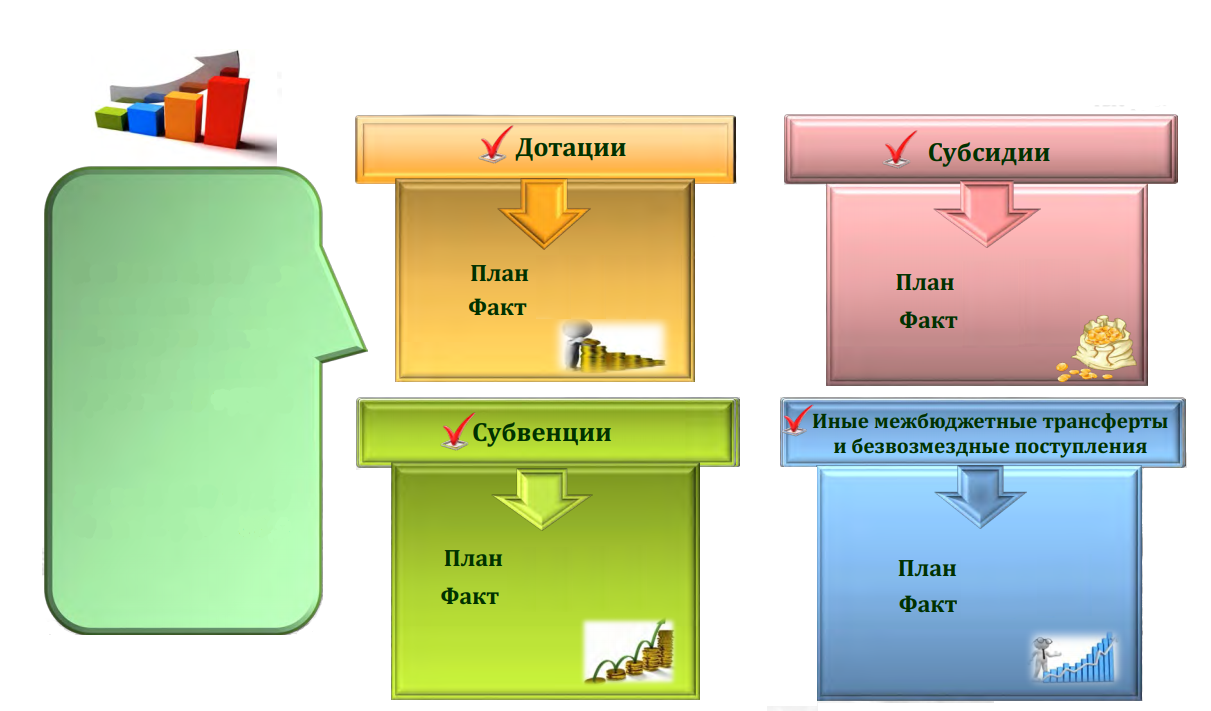 Дотации
План
Факт
Субсидии
План
Факт
Субвенции
План
Факт
Иные межбюджетные трансферты
и безвозмездные поступления
План
Факт